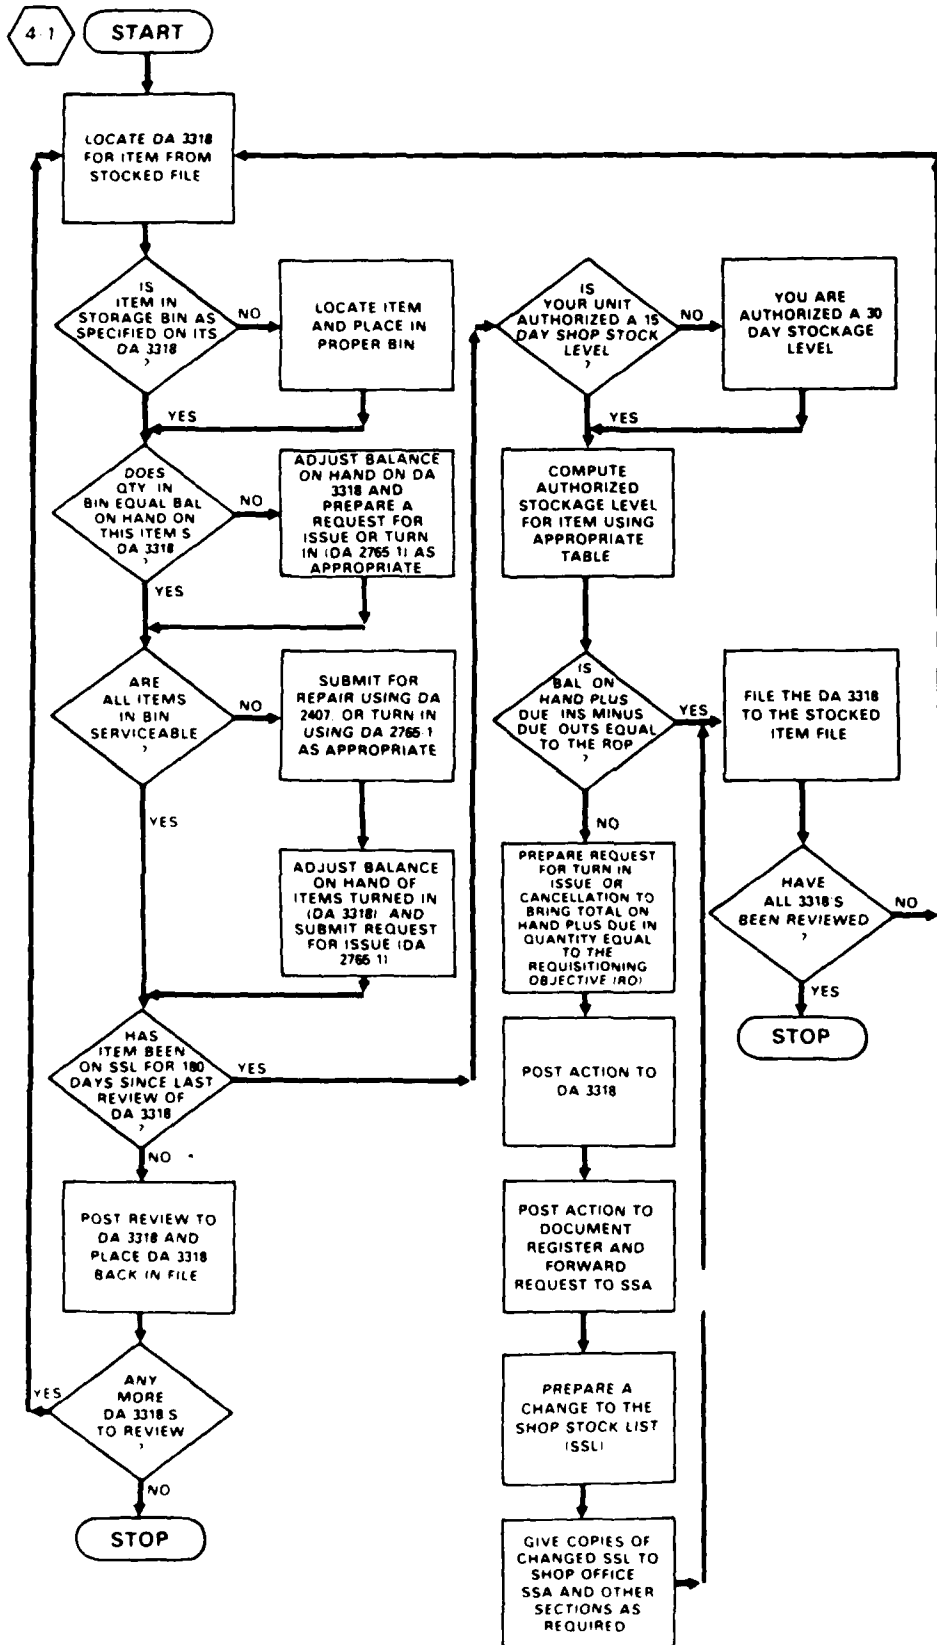 4-1
START
LOCATE DA 3318
FOR ITEM FROM
STOCKED FILE
IS
ITEM IN
STORAGE BIN AS
SPECIFIED ON ITS
DA 3318
?
NO
LOCATE ITEM
AND PLACE IN
PROPER BIN
YES
DOES
QTY IN
BIN EQUAL BAL
ON HAND ON
THIS ITEM S
DA 3318
?
NO
ADJUST BALANCE
ON HAND ON DA
3318 AND
PREPARE A
REQUEST FOR
ISSUE OR TURN
IN (DA 2765 1) AS
APPROPRIATE
YES
ARE
ALL ITEMS
IN BIN
SERVICEABLE
?
NO
SUBMIT FOR
REPAIR USING DA
2407, OR TURN IN
USING DA 2765-1
AS APPROPRIATE
YES
ADJUST BALANCE
ON HAND OF
ITEMS TURNED IN
(DA 3318) AND
SUBMIT REQUEST
FOR ISSUE (DA
2765 1)
HAS
ITEM BEEN
ON SSL FOR 180
DAYS SINCE LAST
REVIEW OF
DA 3318
?
YES
NO
POST REVIEW TO
DA 3318 AND
PLACE DA 3318
BACK IN FILE
ANY
MORE
DA 3318 S
TO REVIEW
?
YES
NO
STOP
IS
YOUR UNIT
AUTHORIZED A 15
DAY SHOP STOCK
LEVEL
?
NO
YOU ARE
AUTHORIZED A 30
DAY STOCKAGE
LEVEL
YES
COMPUTE
AUTHORIZED
STOCKAGE LEVEL
FOR ITEM USING
APPROPRIATE
TABLE
IS
BAL ON
HAND PLUS
DUE INS MINUS
DUE OUTS EQUAL
TO THE ROP
?
YES
NO
PREPARE REQUEST
FOR TURN IN
ISSUE OR
CANCELLATION TO
BRING TOTAL ON
HAND PLUS DUE IN
QUANTITY EQUAL
TO THE
REQUISITIONING
OBJECTIVE (RO)
POST ACTION TO
DA 3318
POST ACTION TO
DOCUMENT
REGISTER AND
FORWARD
REQUEST TO SSA
PREPARE A
CHANGE TO THE
SHOP STOCK LIST
(SSL)
GIVE COPIES OF
CHANGED SSL TO
SHOP OFFICE
SSA AND OTHER
SECTIONS AS
REQUIRED
FILE THE DA 3318
TO THE STOCKED
ITEM FILE
HAVE
ALL 3318'S
BEEN REVIEWED
?
NO
YES
STOP